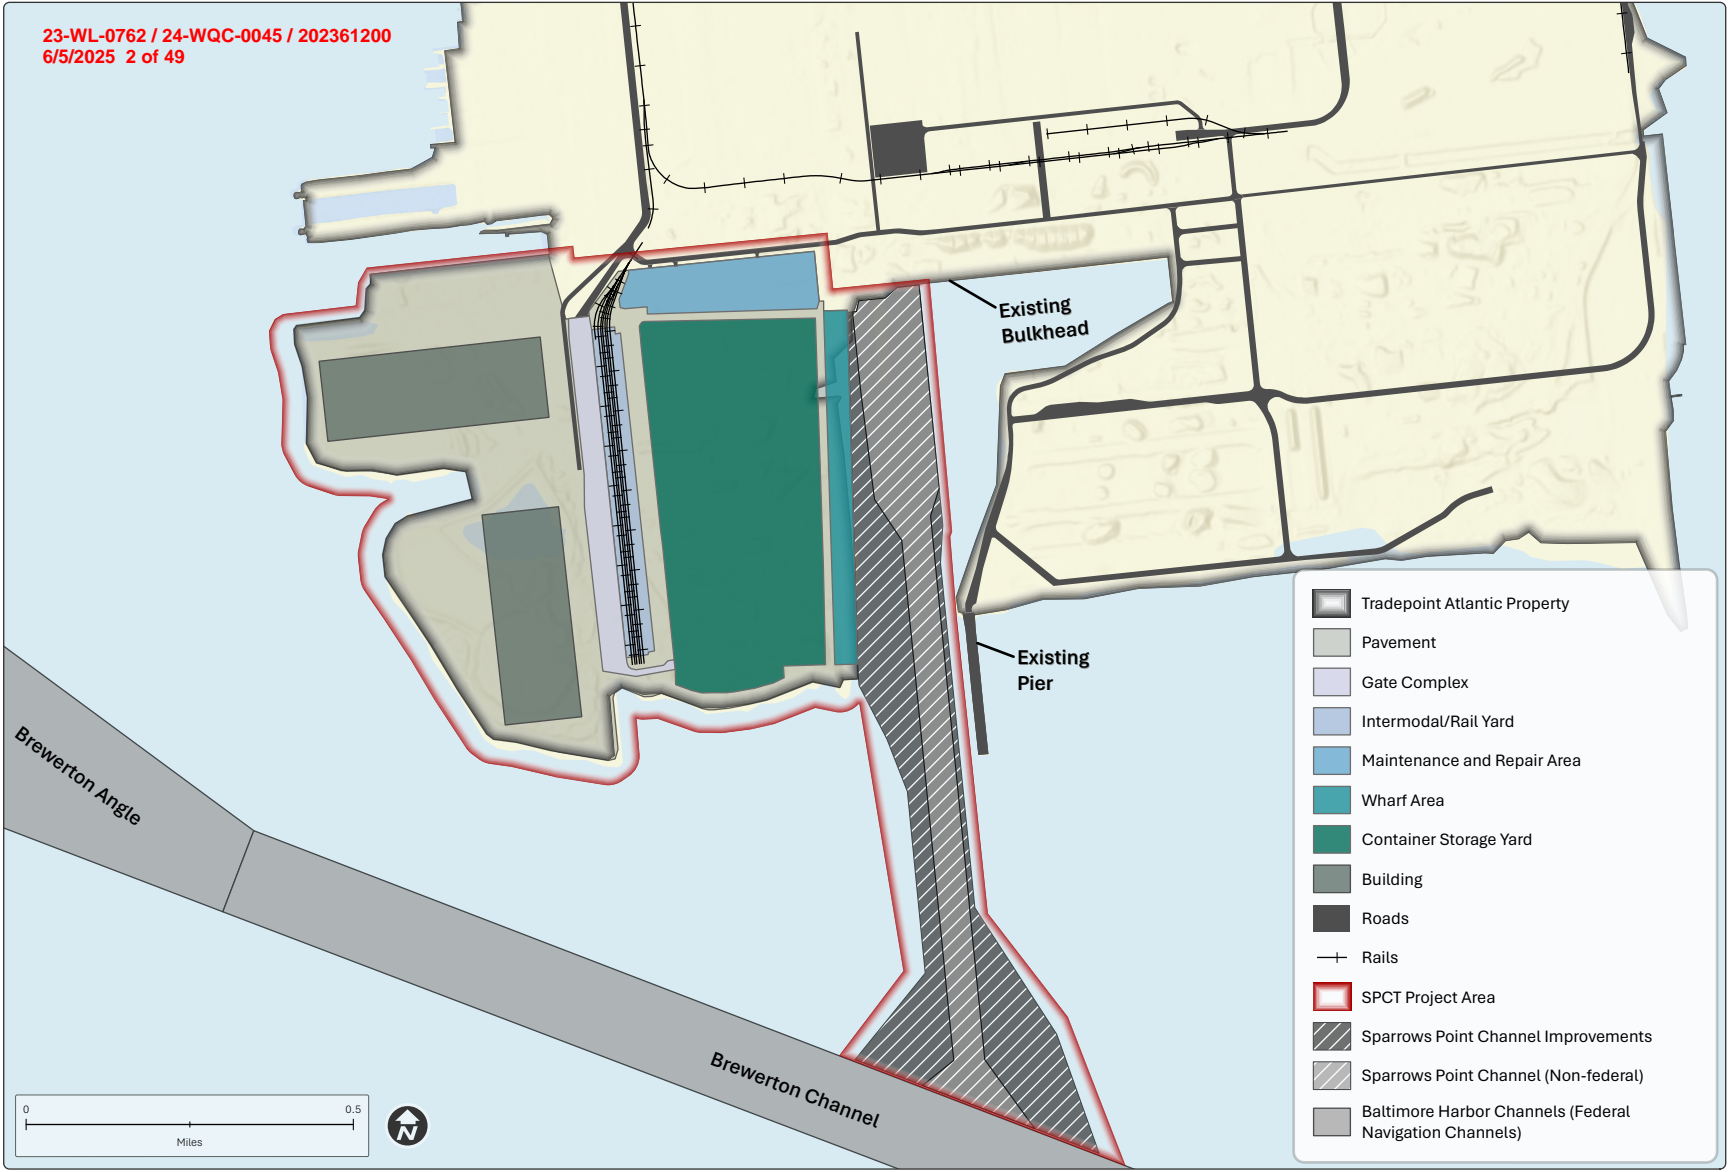 23-WL-0762 / 24-WQC-0045 / 202361200
6/5/2025 2 of 49
Existing
Bulkhead
Existing
Pier
Brewerton Angle
Brewerton Channel
Tradepoint Atlantic Property
Pavement
Gate Complex
Intermodal/Rail Yard
Maintenance and Repair Area
Wharf Area
Container Storage Yard
Building
Roads
Rails
SPCT Project Area
Sparrows Point Channel Improvements
Sparrows Point Channel (Non-federal)
Baltimore Harbor Channels (Federal
Navigation Channels)
0 0.5
Miles
N